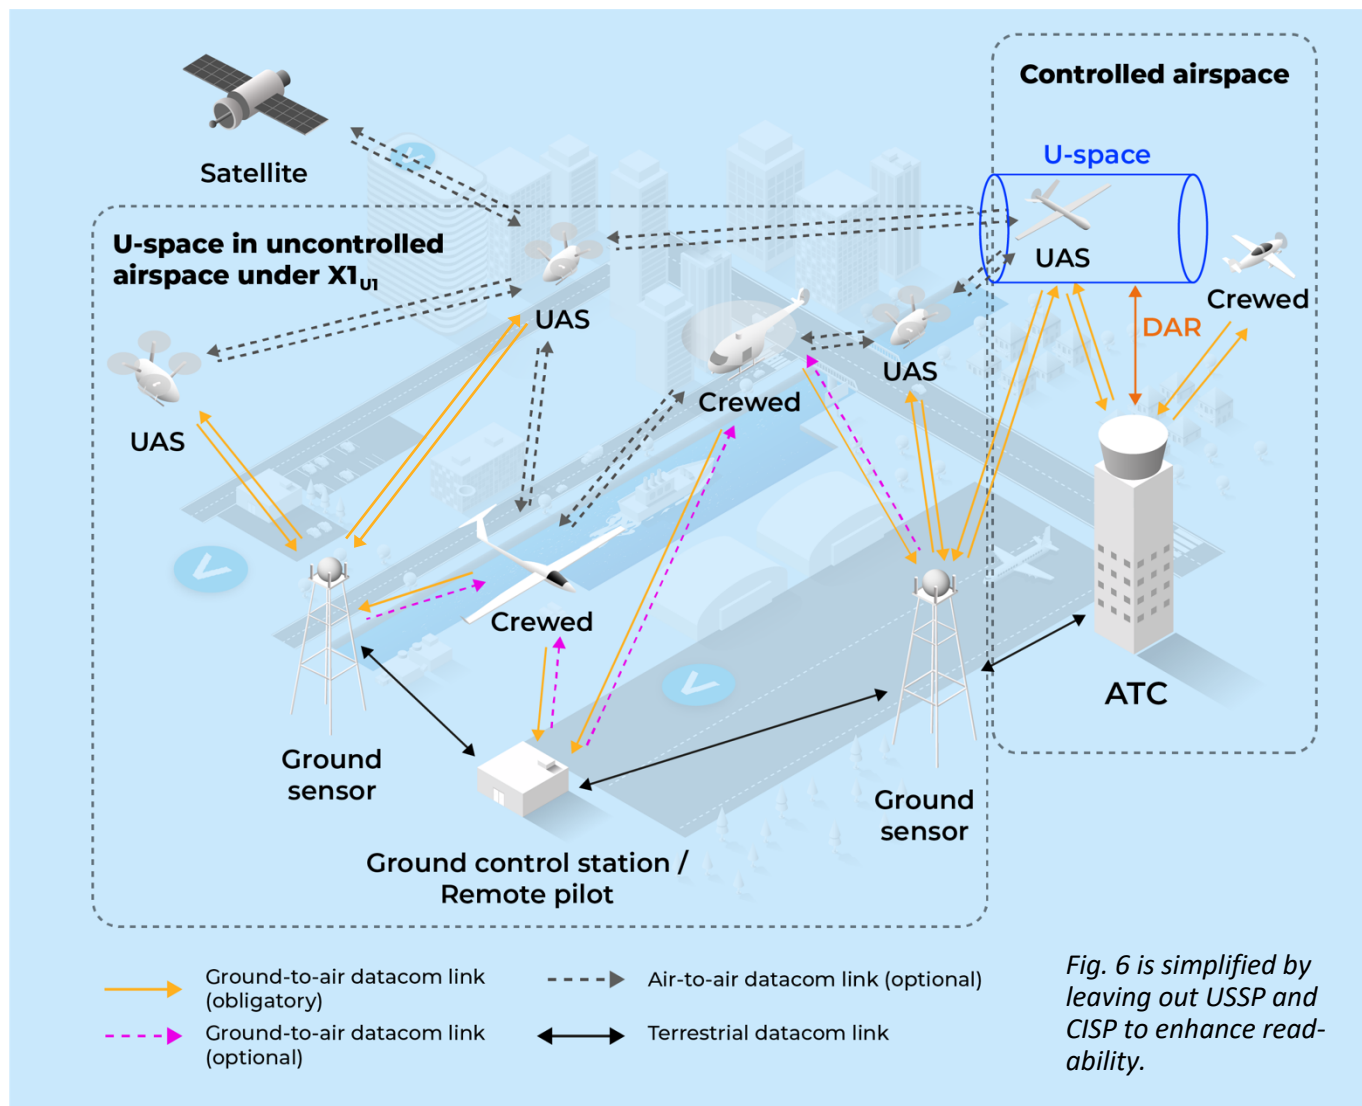 Controlled airspace
Satellite
U-space
U-space in uncontrolled
airspace under X1U1
UAS
Crewed
UAS
DAR
UAS
UAS
Crewed
Crewed
ATC
Ground
sensor
Ground
sensor
Ground control station /
Remote pilot
Ground-to-air datacom link
(obligatory)
Air-to-air datacom link (optional)
Ground-to-air datacom link
(optional)
Terrestrial datacom link
Fig. 6 is simplified by
leaving out USSP and
CISP to enhance read-
ability.